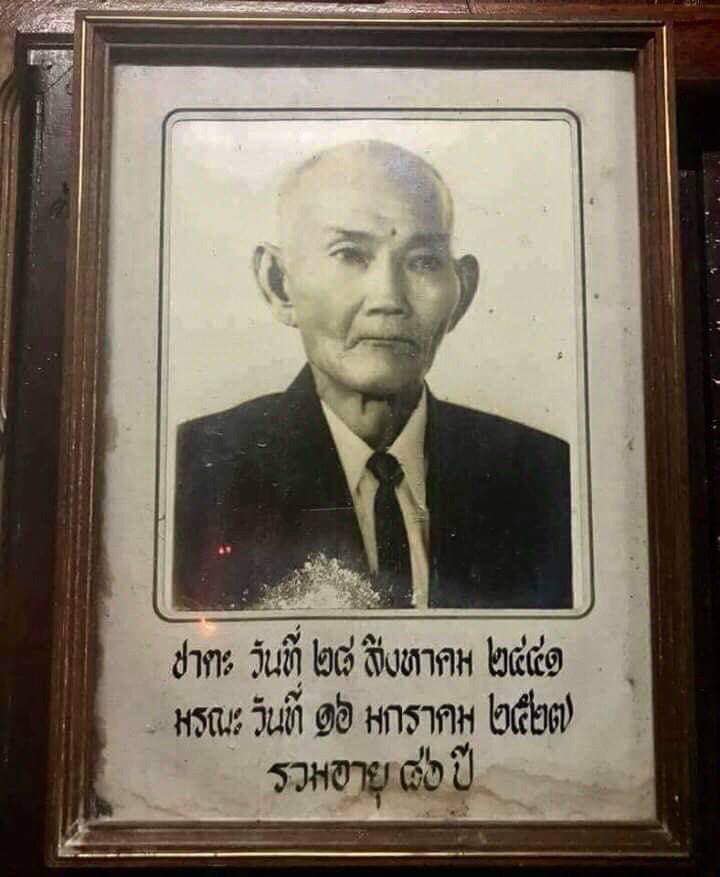 ชาตะ วันที่ ๒๘ สิงหาคม ๒๔๔๑
มรณะ วันที่ ๑๖ มกราคม ๒๕๒๗
รวมอายุ ๘๖ ปี